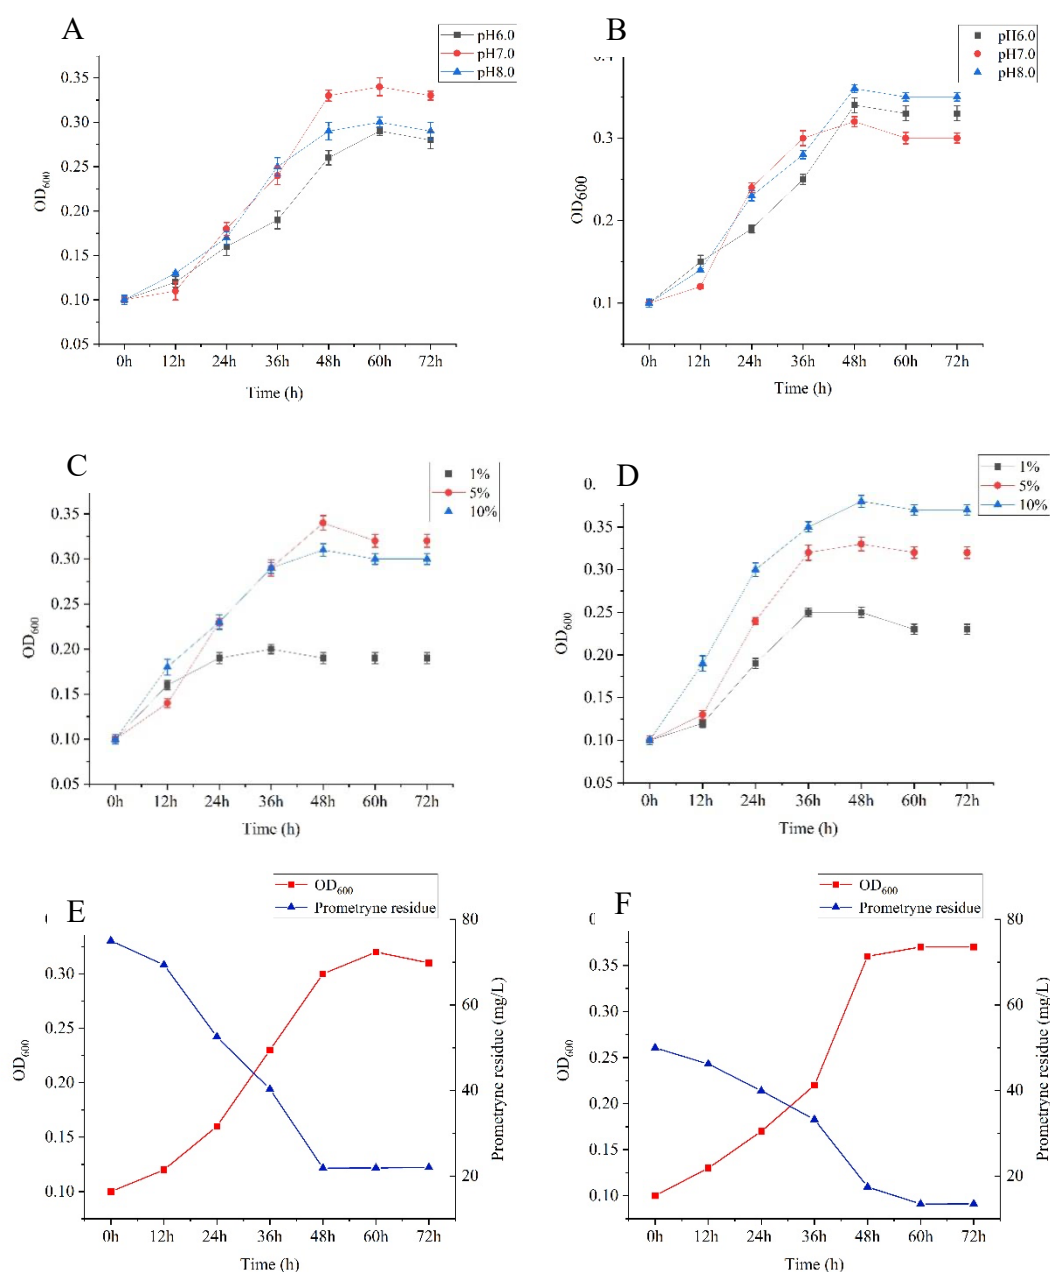 A
pH6.0
pH7.0
pH8.0
0.35
0.30
0.25
0.20
0.15
0.10
0.05
OD600
0h 12h 24h 36h 48h 60h 72h
Time (h)
B
pH6.0
pH7.0
pH8.0
0.3
0.2
0.1
OD600
0h 12h 24h 36h 48h 60h 72h
Time (h)
C
1%
5%
10%
0.35
0.30
0.25
0.20
0.15
0.10
0.05
OD600
0h 12h 24h 36h 48h 60h 72h
Time (h)
D
1%
5%
10%
0.
0.35
0.30
0.25
0.20
0.15
0.10
0.05
OD600
0h 12h 24h 36h 48h 60h 72h
Time (h)
E
OD600
Prometryne residue
0.30
0.25
0.20
0.15
0.10
OD600
80
60
40
20
Prometryne residue (mg/L)
0h 12h 24h 36h 48h 60h 72h
Time (h)
F
OD600
Prometryne residue
0.35
0.30
0.25
0.20
0.15
0.10
OD600
80
60
40
20
Prometryne residue (mg/L)
0h 12h 24h 36h 48h 60h 72h
Time (h)